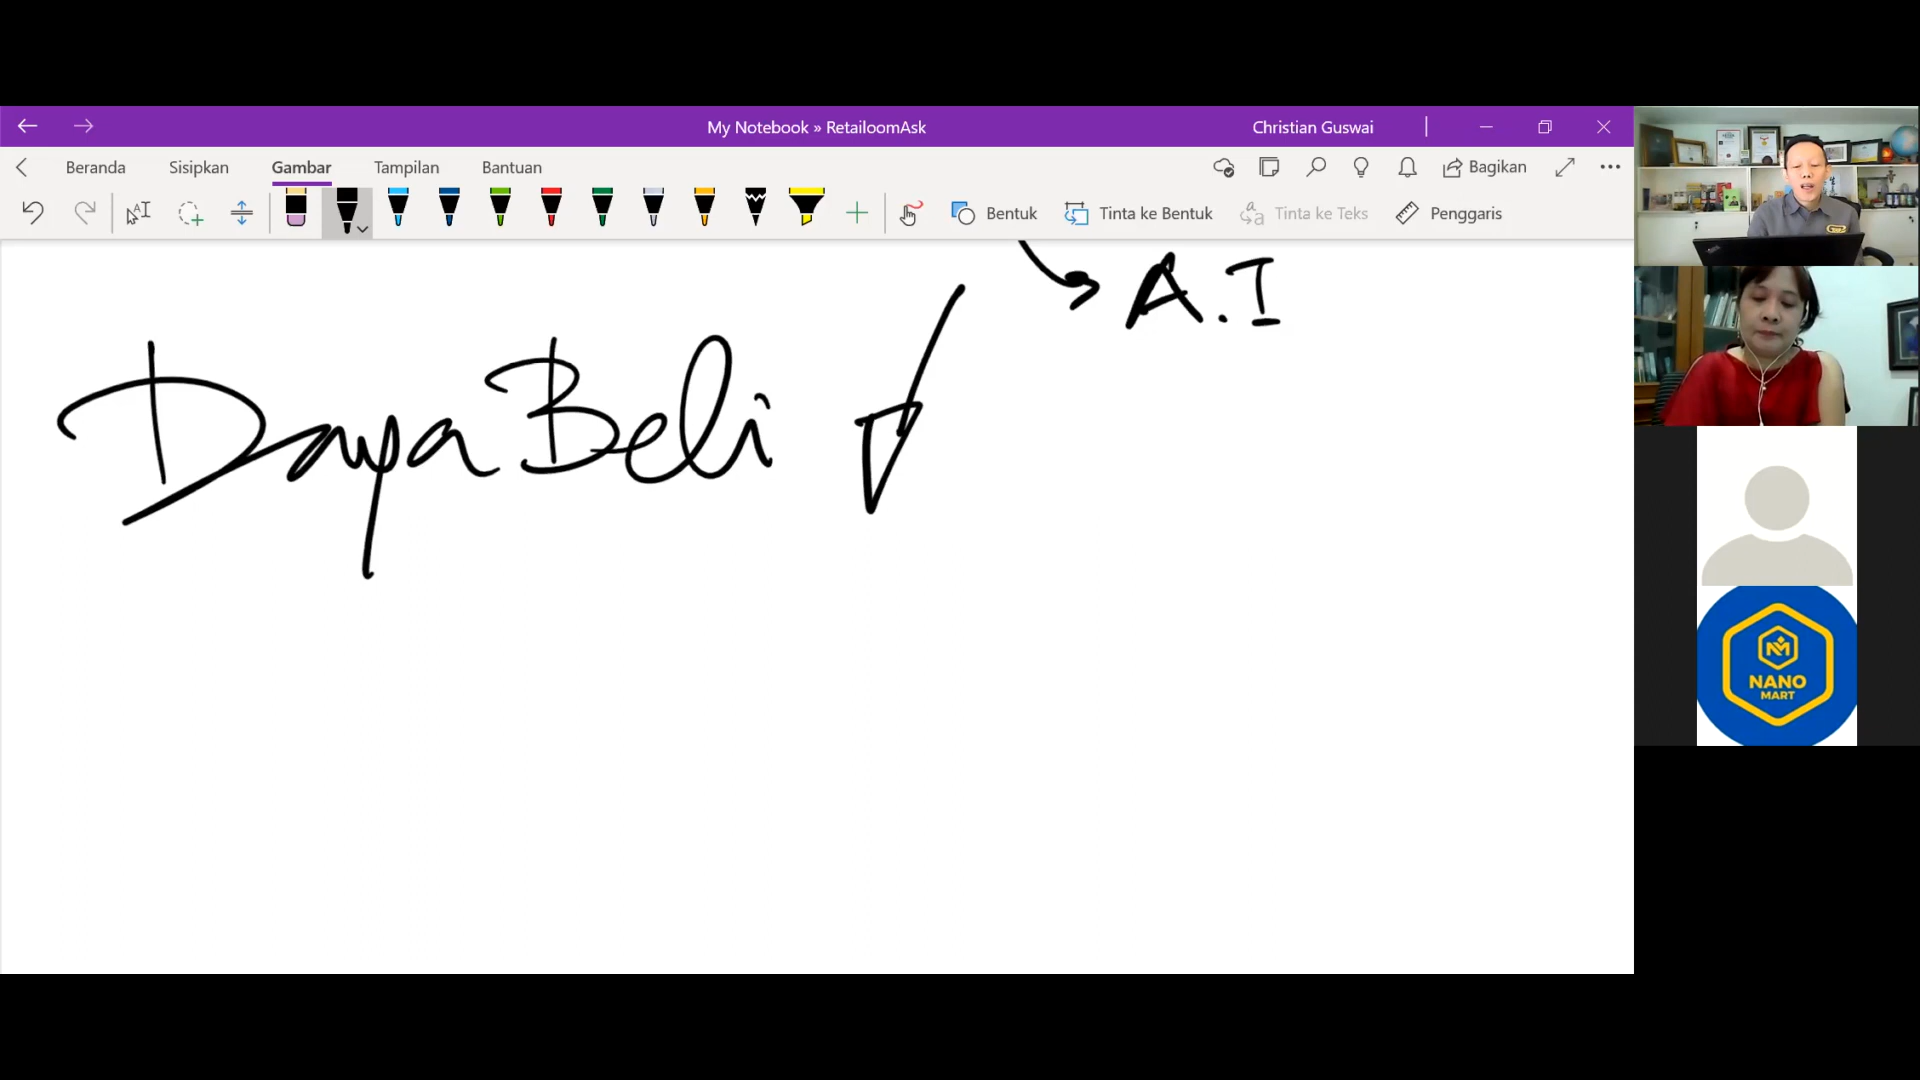 My Notebook » RetailoomAsk
Christian Guswai
Beranda Sisipkan Gambar Tampilan Bantuan
Bagikan
Bentuk
Tinta ke Bentuk
Tinta ke Teks
Penggaris
A.I
Daya Beli
NANO
MART